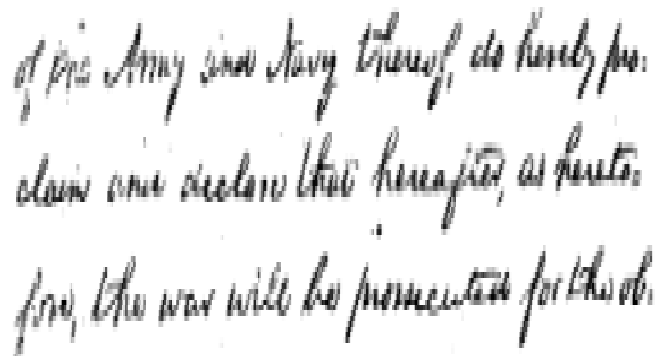 of the Army and Navy thereof, do hereby pro=
claim and declare that hereafter, as hereto=
fore, the war will be prosecuted for the ob=